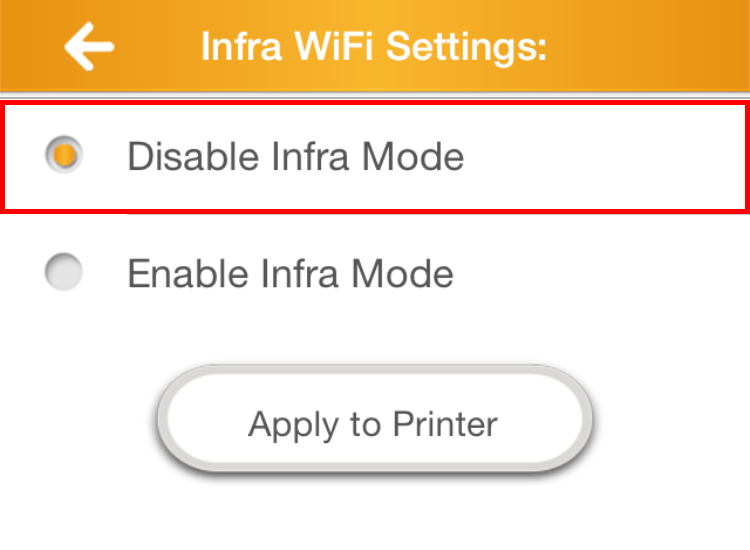 Infra WiFi Settings:
Disable Infra Mode
Enable Infra Mode
Apply to Printer